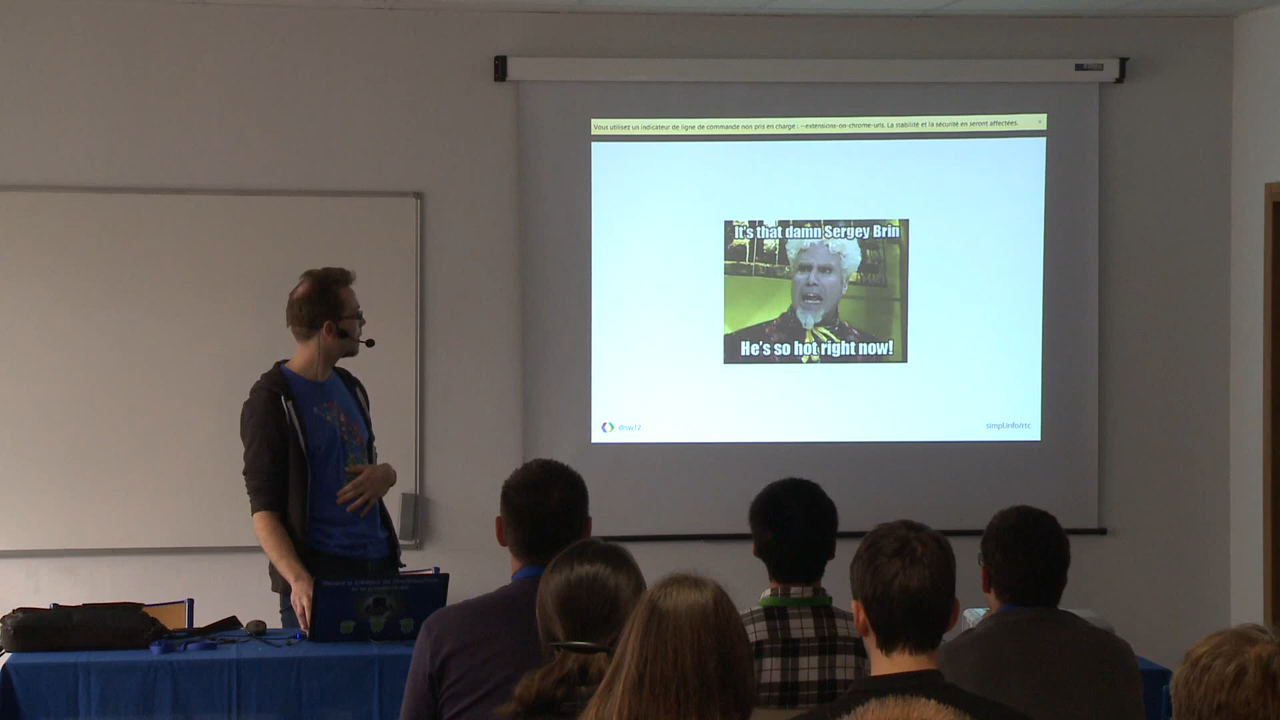 Vous utilisez un indicateur de ligne de commande non pris en charge : --extensions-on-chrome-urls. La stabilité et la sécurité en seront affectées.
It's that damn Sergey Brin
He's so hot right now!
@sw12
simpl.info/rtc